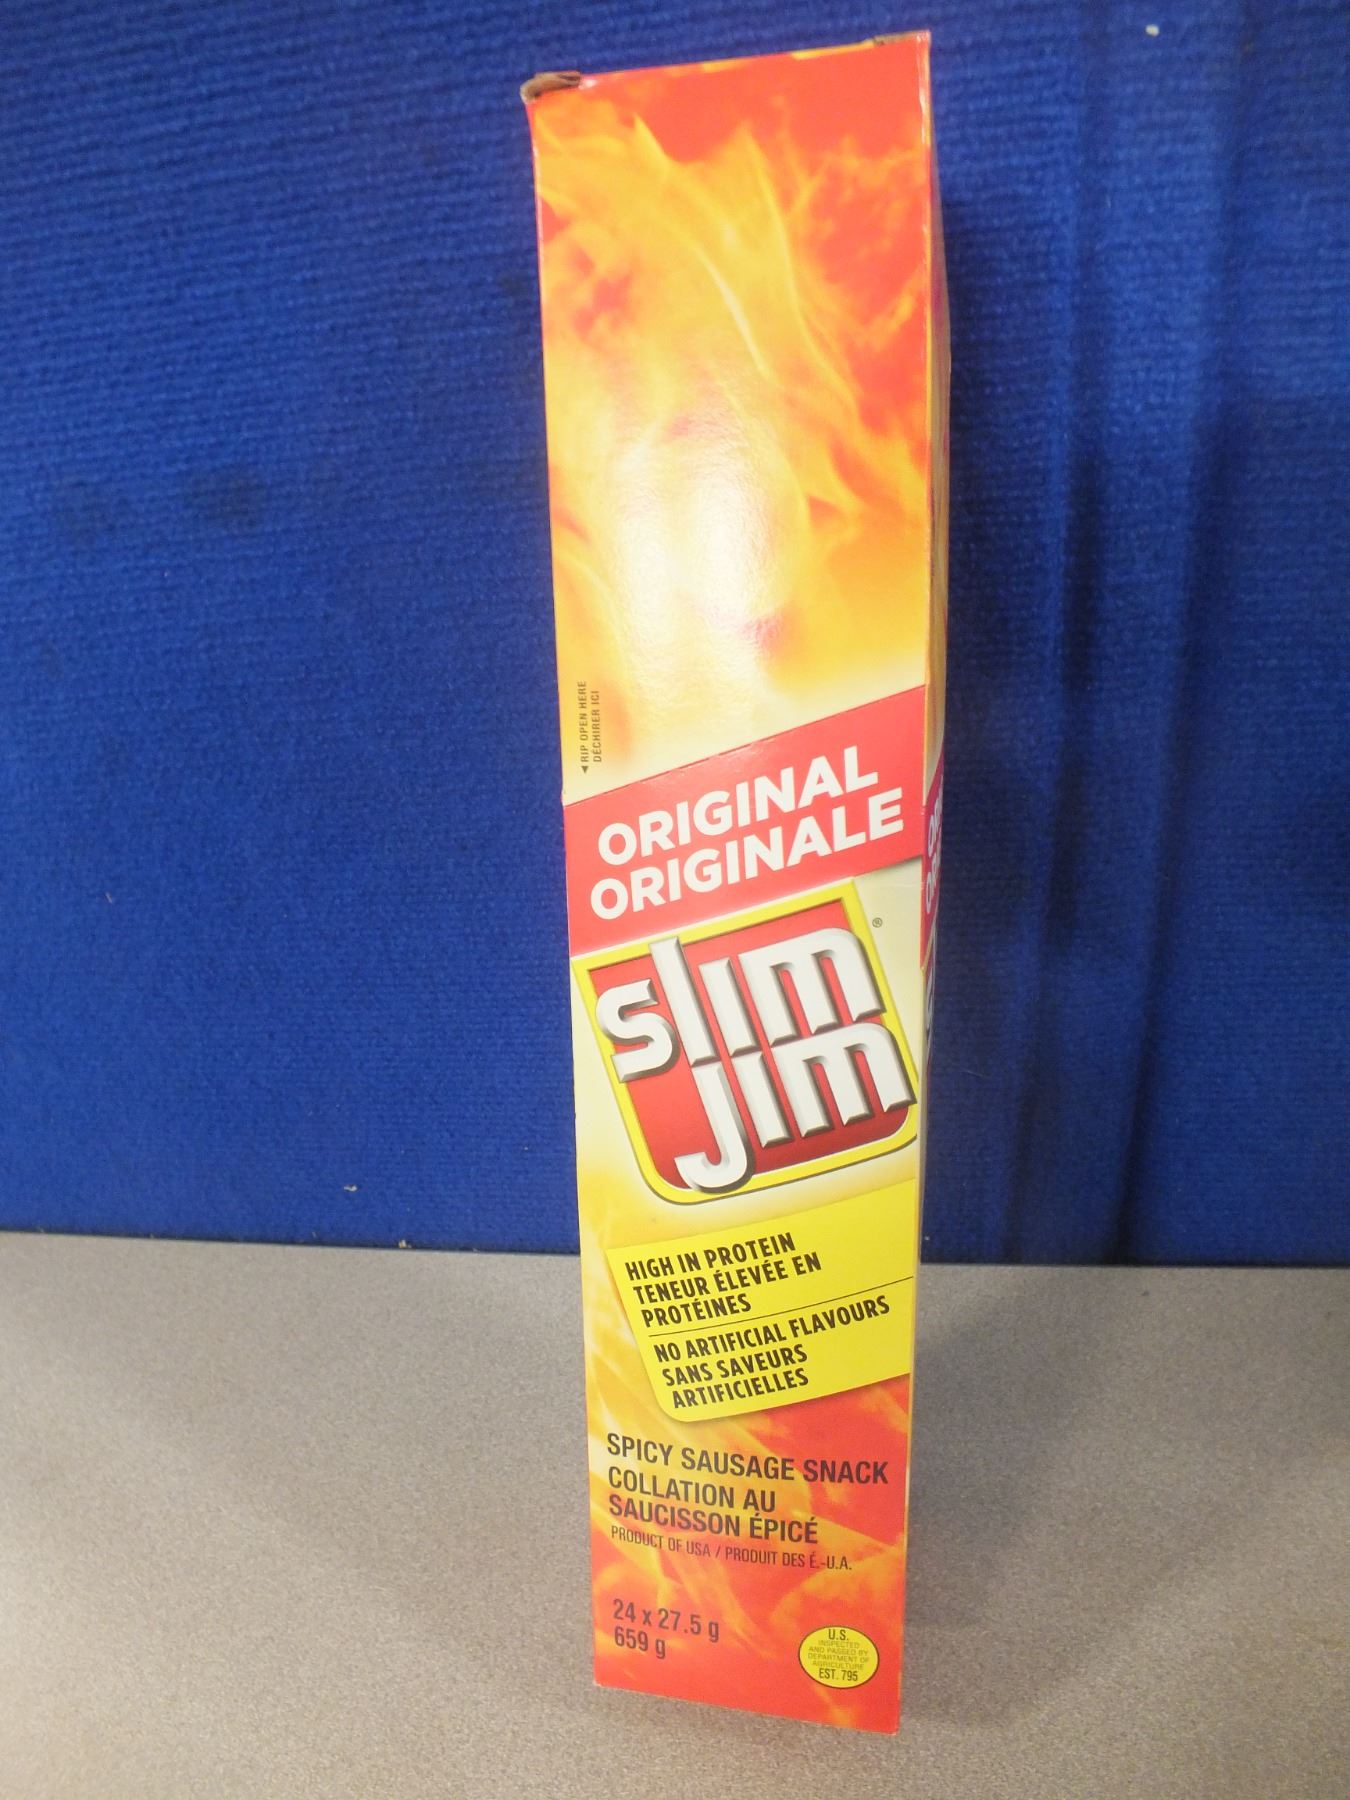 ◄ RIP OPEN HERE
DÉCHIRER ICI
ORIGINAL
ORIGINALE
slim
jim
®
HIGH IN PROTEIN
TENEUR ÉLEVÉE EN
PROTÉINES
NO ARTIFICIAL FLAVOURS
SANS SAVEURS
ARTIFICIELLES
SPICY SAUSAGE SNACK
COLLATION AU
SAUCISSON ÉPICÉ
PRODUCT OF USA / PRODUIT DES É.-U.A.
24 x 27.5 g
659 g
U.S.
INSPECTED
AND PASSED BY
DEPARTMENT OF
AGRICULTURE
EST. 795